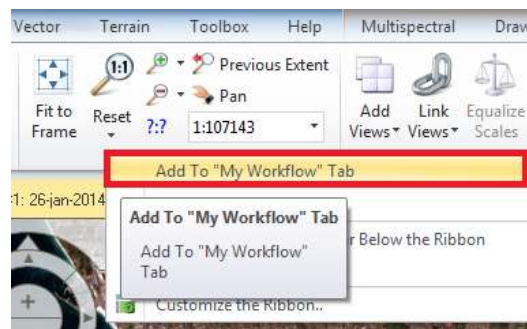 Vector Terrain Toolbox Help Multispectral Draw
1:1 Previous Extent
Fit to Frame
Reset
Pan
?:?
1:107143
Add Views
Link Views
Equalize Scales
Add To "My Workflow" Tab
1: 26-jan-2014
Add To "My Workflow" Tab
Add To "My Workflow"
Tab
r Below the Ribbon
Customize the Ribbon..